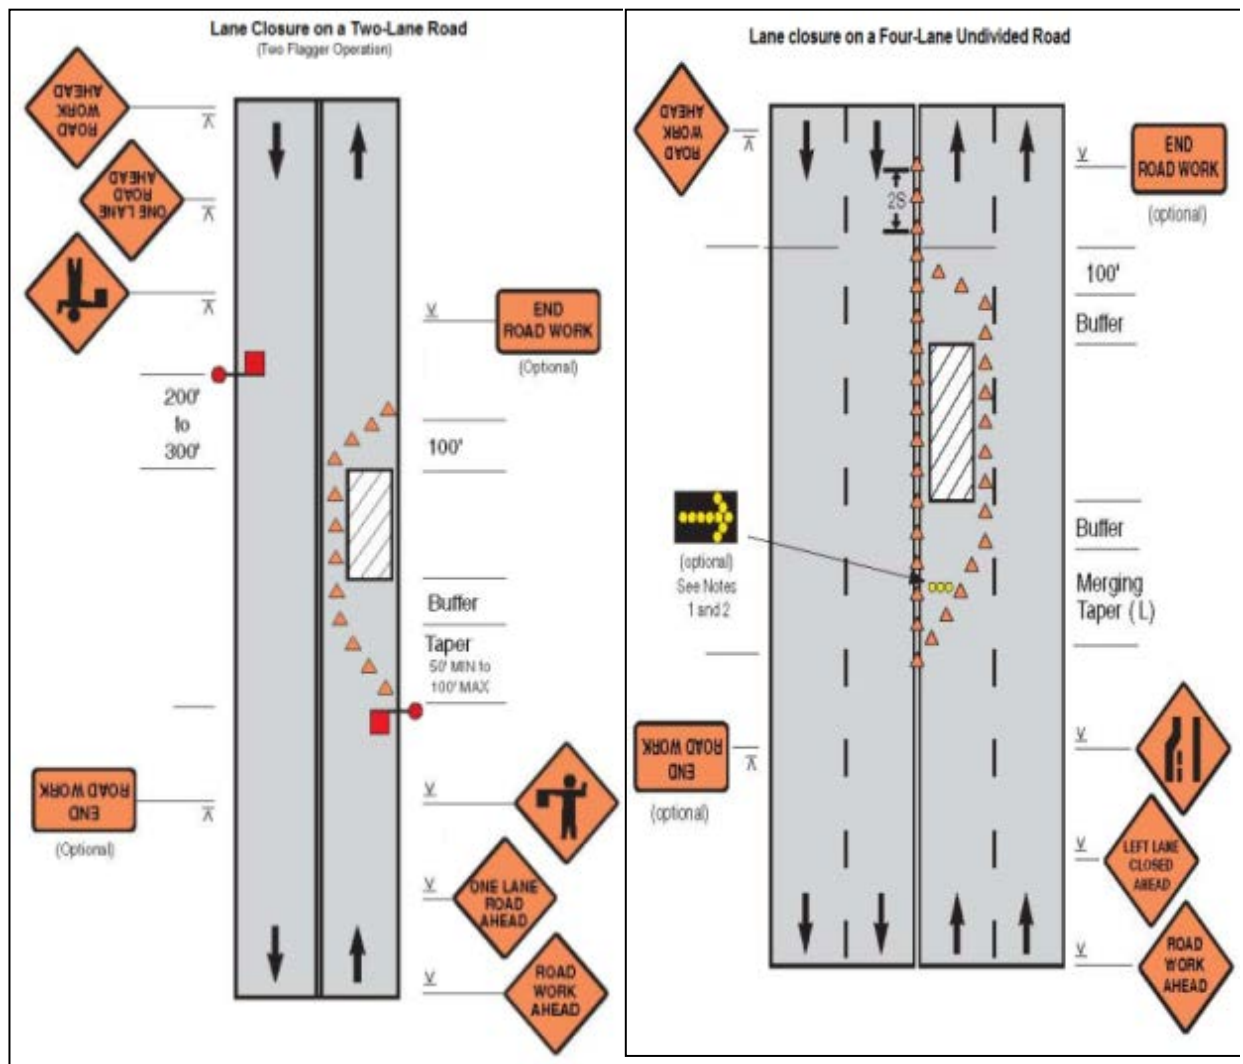 Lane Closure on a Two-Lane Road
(Two Flagger Operation)
ROAD
WORK
AHEAD
ONE LANE
ROAD
AHEAD
END
ROAD WORK
(Optional)
200'
to
300'
100'
Buffer
Taper
50' MIN to
100' MAX
END
ROAD WORK
(Optional)
ONE LANE
ROAD
AHEAD
ROAD
WORK
AHEAD
Lane closure on a Four-Lane Undivided Road
ROAD
WORK
AHEAD
END
ROAD WORK
(optional)
2S
100'
Buffer
(optional)
See Notes
1 and 2
Buffer
Merging
Taper (L)
END
ROAD WORK
(optional)
LEFT LANE
CLOSED
AHEAD
ROAD
WORK
AHEAD